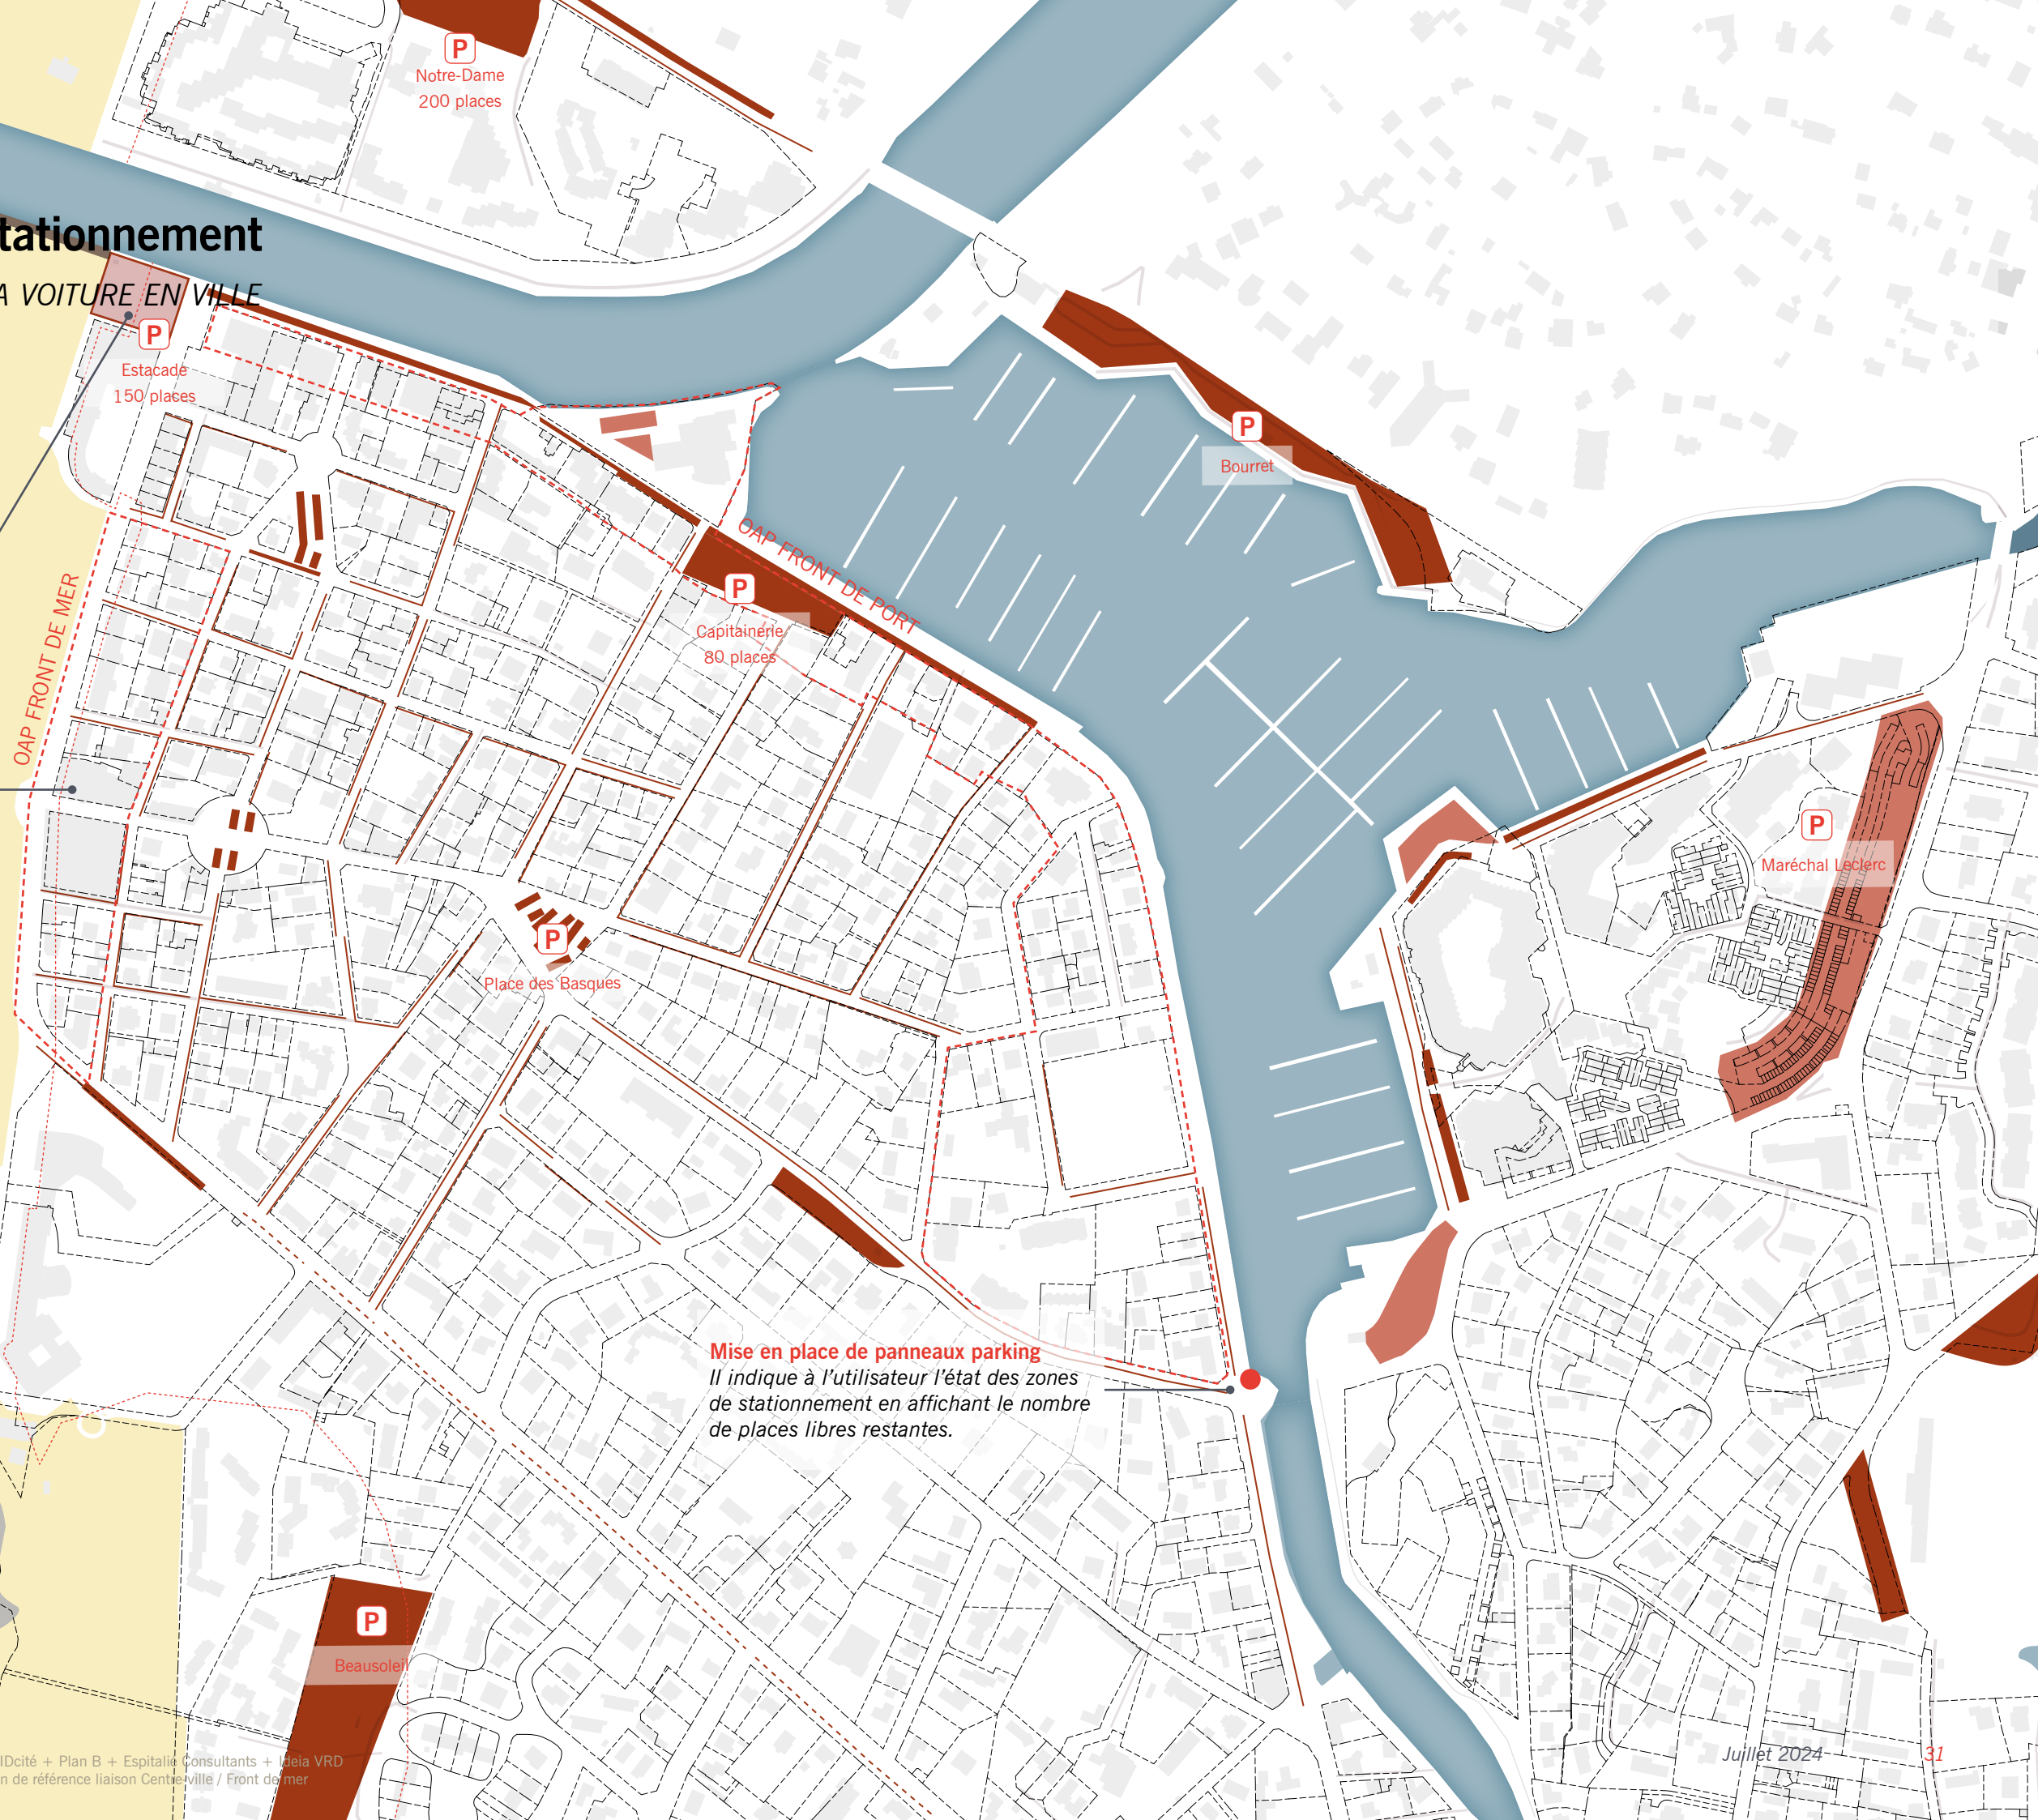 P
Notre-Dame
200 places
tationnement
A VOITURE EN VILLE
P
Estacade
150 places
P
Bourret
OAP FRONT DE PORT
P
Capitainerie
80 places
OAP FRONT DE MER
P
Maréchal Leclerc
P
Place des Basques
Mise en place de panneaux parking
Il indique à l’utilisateur l’état des zones
de stationnement en affichant le nombre
de places libres restantes.
P
Beausoleil
IDcité + Plan B + Espitalié Consultants + Ideia VRD
n de référence liaison Centre-ville / Front de mer
Juillet 2024
31